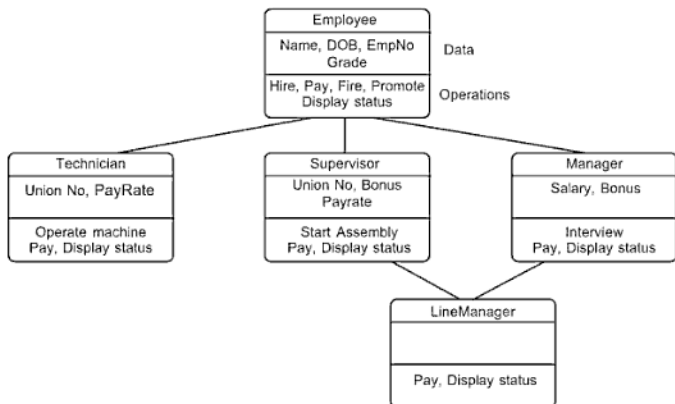 Employee
Name, DOB, EmpNo
Grade
Data
Hire, Pay, Fire, Promote
Display status
Operations
Technician
Union No, PayRate
Operate machine
Pay, Display status
Supervisor
Union No, Bonus
Payrate
Start Assembly
Pay, Display status
Manager
Salary, Bonus
Interview
Pay, Display status
LineManager
Pay, Display status